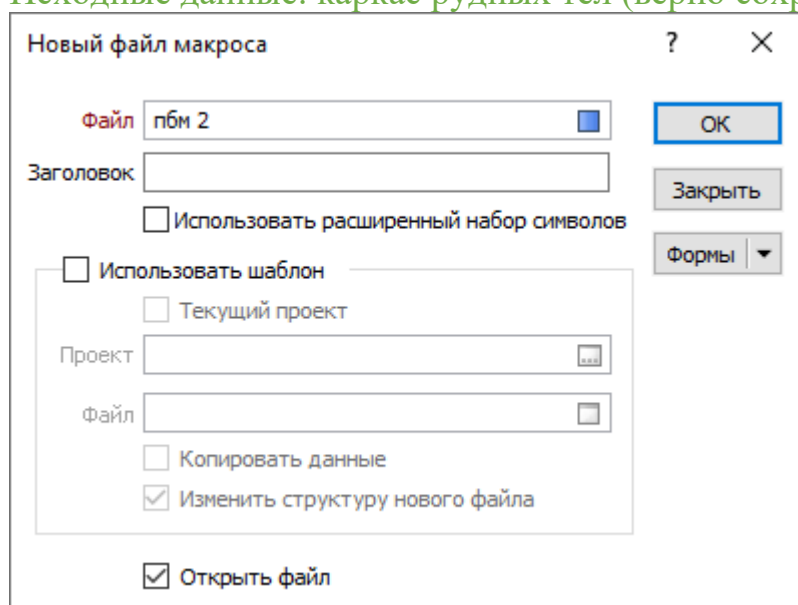 Исходные данные: каркас рудных тел (верно сохр
Новый файл макроса ?
Файл пбм 2 OK
Заголовок
Закрыть
Использовать расширенный набор символов
Формы
Использовать шаблон
Текущий проект
Проект ...
Файл
Копировать данные
Изменить структуру нового файла
Открыть файл